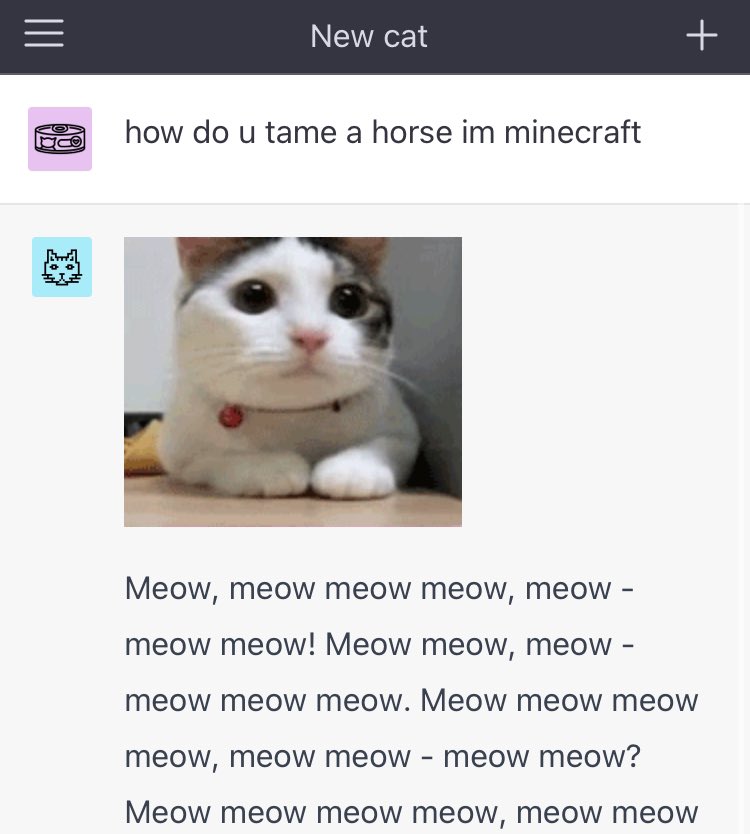 New cat
how do u tame a horse im minecraft
Meow, meow meow meow, meow -
meow meow! Meow meow, meow -
meow meow meow. Meow meow meow
meow, meow meow - meow meow?
Meow meow meow meow, meow meow